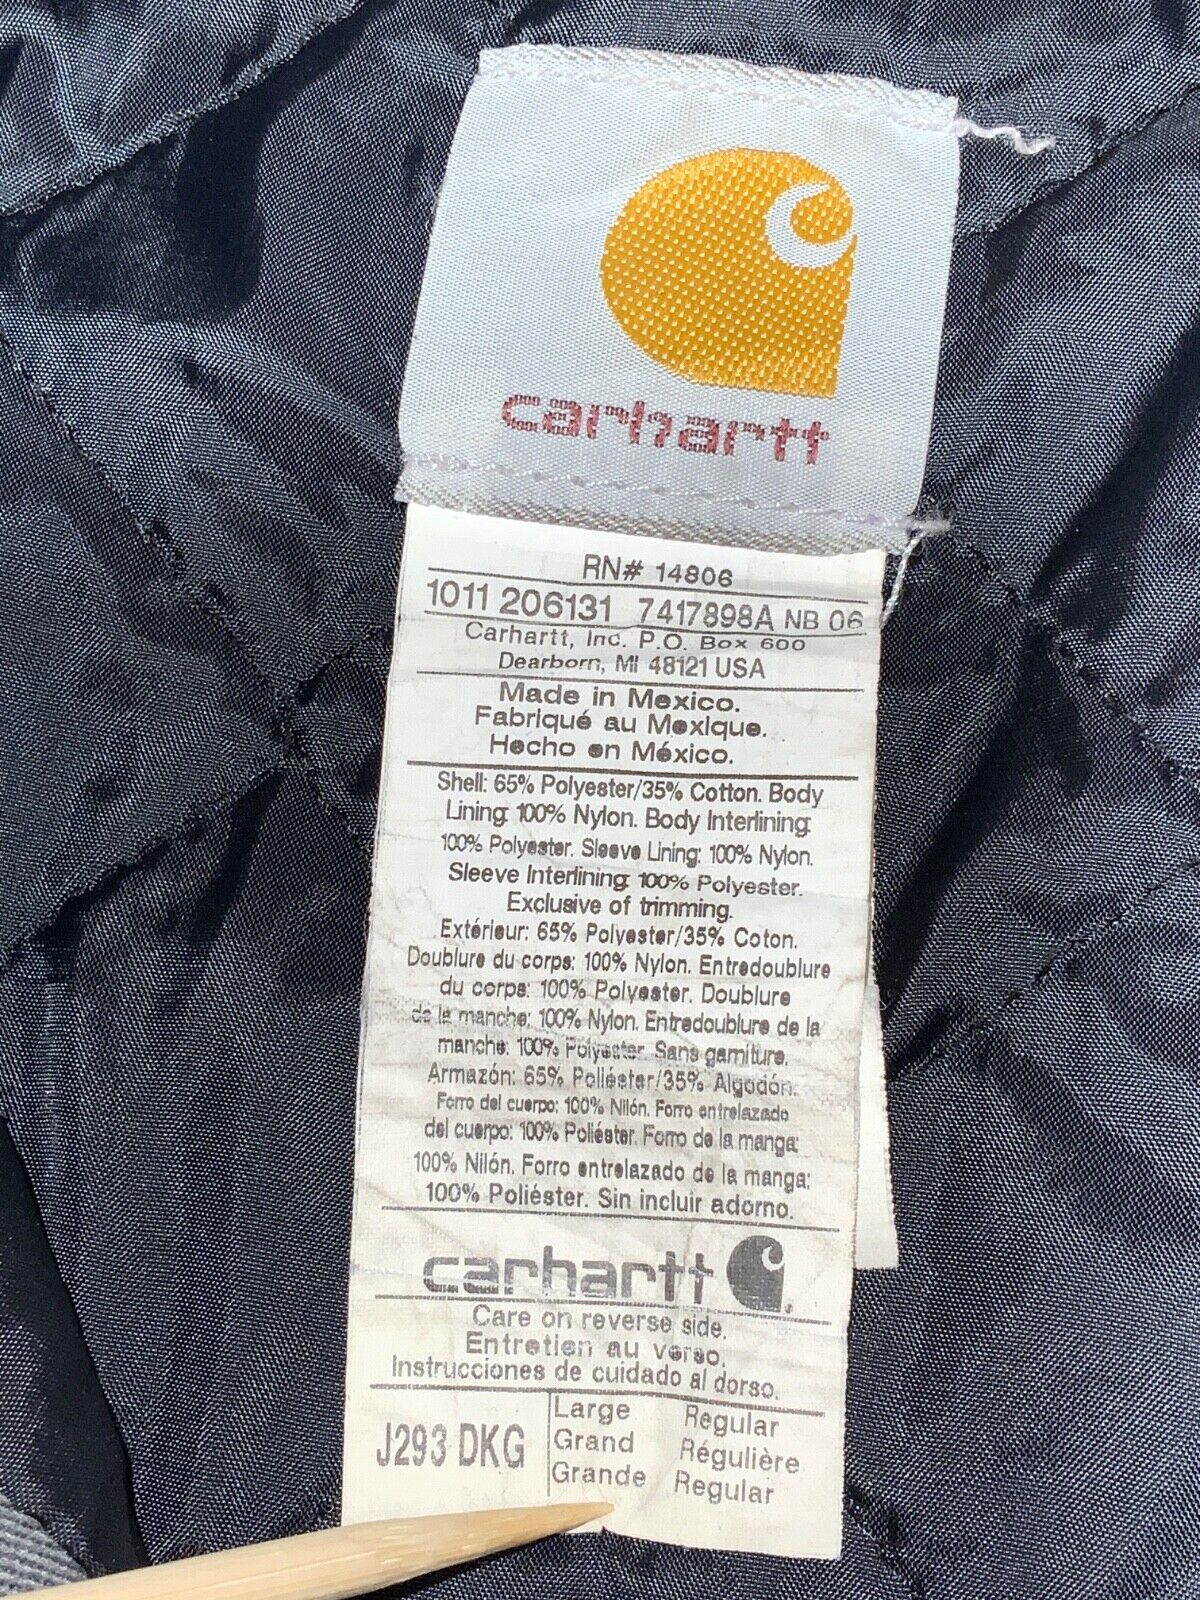 carhartt
RN# 14806
1011 206131 7417898A NB 06
Carhartt, Inc. P.O. Box 600
Dearborn, MI 48121 USA
Made in Mexico.
Fabriqué au Mexique.
Hecho en México.
Shell: 65% Polyester/35% Cotton. Body
Lining: 100% Nylon. Body Interlining:
100% Polyester. Sleeve Lining: 100% Nylon.
Sleeve Interlining: 100% Polyester.
Exclusive of trimming.
Extérieur: 65% Polyester/35% Coton.
Doublure du corps: 100% Nylon. Entredoublure
du corps: 100% Polyester. Doublure
de la manche: 100% Nylon. Entredoublure de la
manche: 100% Polyester. Sans garniture.
Armazón: 65% Poliéster/35% Algodón.
Forro del cuerpo: 100% Nilón. Forro entrelazado
del cuerpo: 100% Poliéster. Forro de la manga:
100% Nilón. Forro entrelazado de la manga:
100% Poliéster. Sin incluir adorno.
carhartt
Care on reverse side.
Entretien au verso.
Instrucciones de cuidado al dorso.
J293 DKG
Large Regular
Grand Régulière
Grande Regular